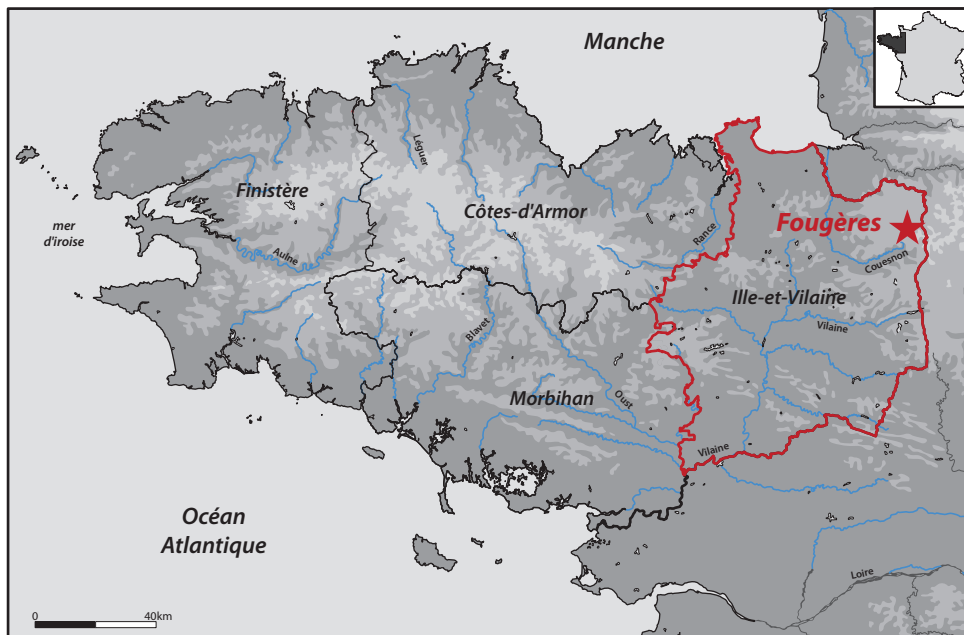 Manche
Léguer
Finistère
Côtes-d'Armor
Rance
Fougères
mer
d'iroise
Aulne
Couesnon
Ille-et-Vilaine
Vilaine
Blavet
Morbihan
Oust
Vilaine
Océan
Atlantique
Loire
0
40km